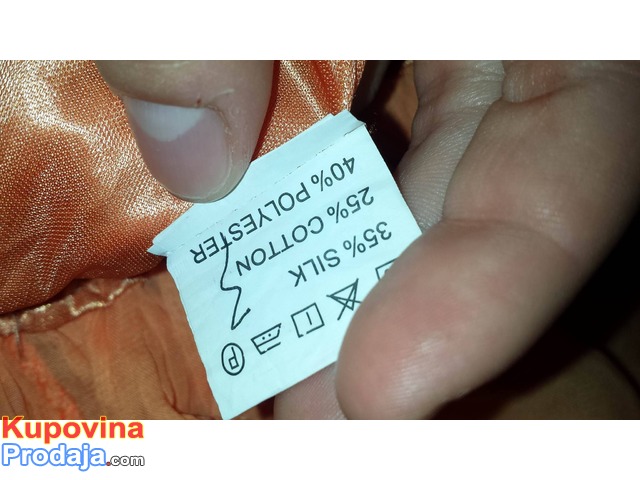 40% POLYESTER
25% COTTON
35% SILK
P
Kupovina
Prodaja.com